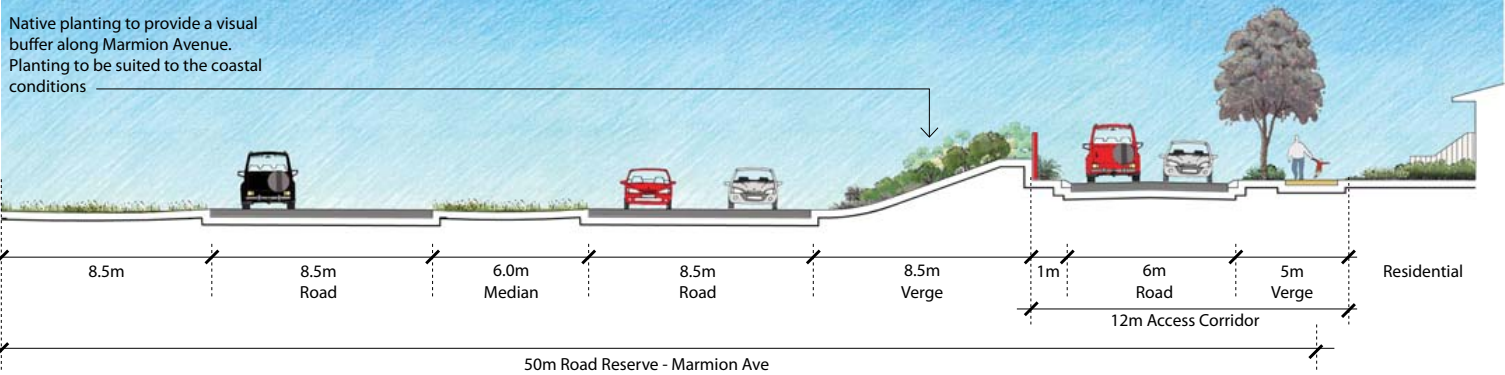 Native planting to provide a visual
buffer along Marmion Avenue.
Planting to be suited to the coastal
conditions
8.5m
8.5m
Road
6.0m
Median
8.5m
Road
8.5m
Verge
1m
6m
Road
5m
Verge
Residential
12m Access Corridor
50m Road Reserve - Marmion Ave